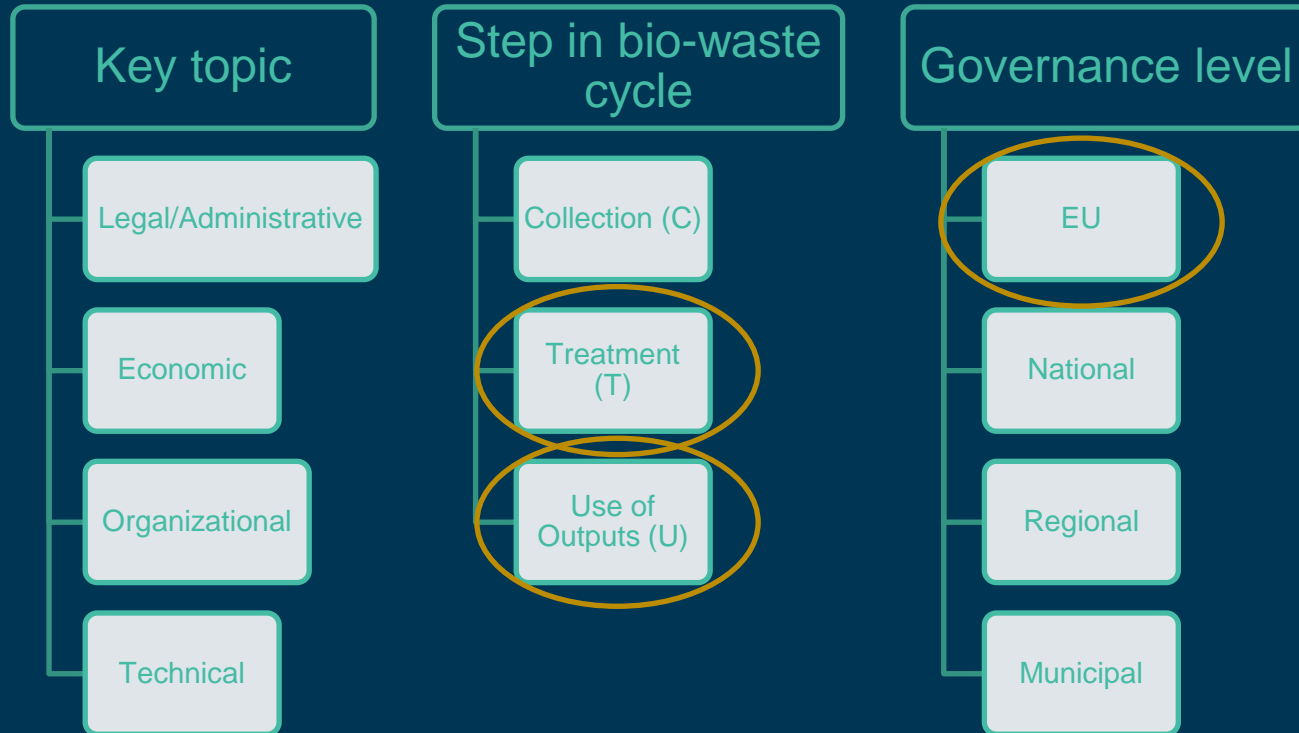 Key topic
Legal/Administrative
Economic
Organizational
Technical
Step in bio-waste
cycle
Collection (C)
Treatment
(T)
Use of
Outputs (U)
Governance level
EU
National
Regional
Municipal